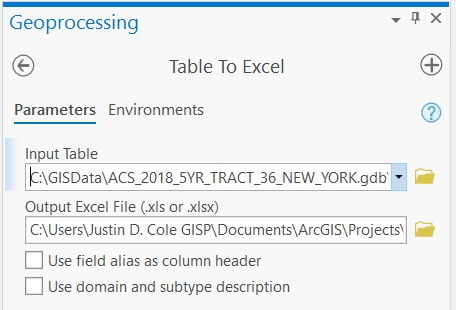 Geoprocessing
Table To Excel
Parameters Environments
Input Table
C:\GISData\ACS_2018_5YR_TRACT_36_NEW_YORK.gdb\
Output Excel File (.xls or .xlsx)
C:\Users\Justin D. Cole GISP\Documents\ArcGIS\Projects\
Use field alias as column header
Use domain and subtype description